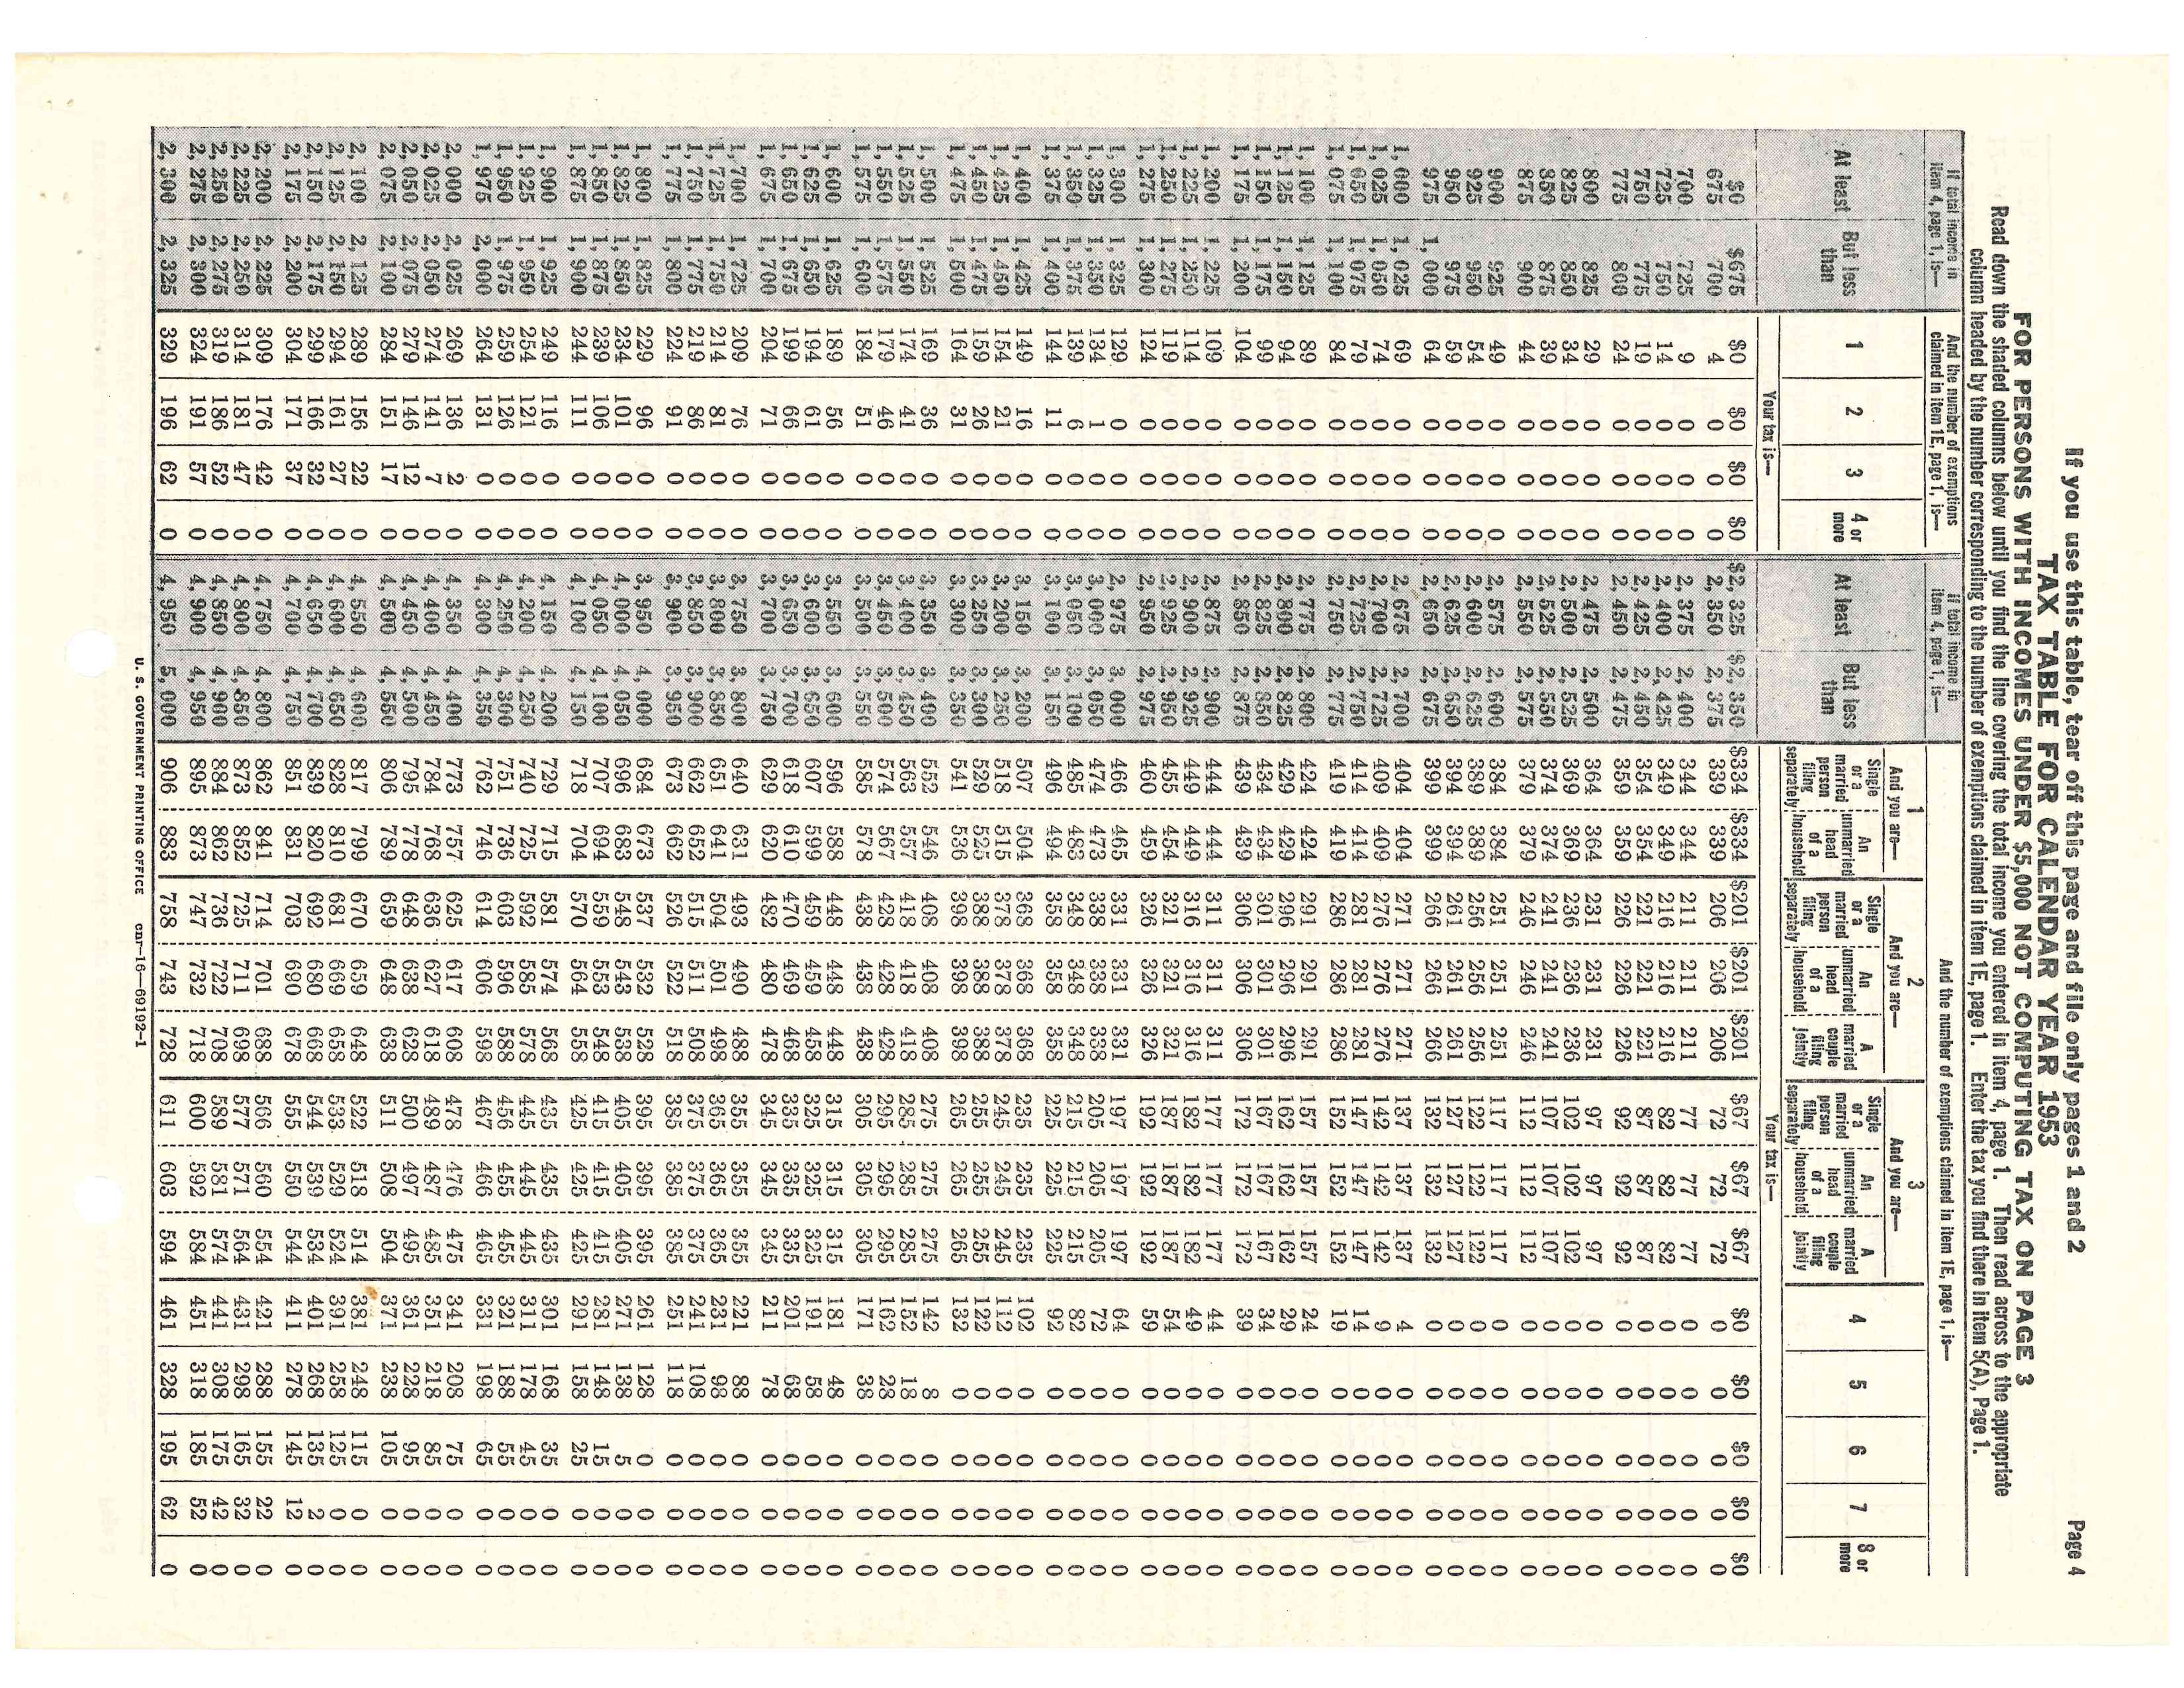 If you use this table, tear off this page and file only pages 1 and 2 Page 4
TAX TABLE FOR CALENDAR YEAR 1953
FOR PERSONS WITH INCOMES UNDER $5,000 NOT COMPUTING TAX ON PAGE 3
Read down the shaded columns below until you find the line covering the total income you entered in item 4, page 1. Then read across to the appropriate
column headed by the number corresponding to the number of exemptions claimed in item 1E, page 1. Enter the tax you find there in item 5(A), Page 1.
If total income in item 4, page 1, is—
And the number of exemptions claimed in item 1E, page 1, is—
If total income in item 4, page 1, is—
And the number of exemptions claimed in item 1E, page 1, is—
At least But less than 1 2 3 4 or more At least But less than
1 And you are— Single or a married person filing separately An unmarried head of a household
2 And you are— Single or a married person filing separately An unmarried head of a household A married couple filing jointly
3 And you are— Single or a married person filing separately An unmarried head of a household A married couple filing jointly
4 5 6 7 8 or more
Your tax is— Your tax is—
$0 $675 $0 $0 $0 $0 $2,325 $2,350 $334 $334 $201 $201 $201 $67 $67 $67 $0 $0 $0 $0 $0
675 700 4 0 0 0 2,350 2,375 339 339 206 206 206 72 72 72 0 0 0 0 0
700 725 9 0 0 0 2,375 2,400 344 344 211 211 211 77 77 77 0 0 0 0 0
725 750 14 0 0 0 2,400 2,425 349 349 216 216 216 82 82 82 0 0 0 0 0
750 775 19 0 0 0 2,425 2,450 354 354 221 221 221 87 87 87 0 0 0 0 0
775 800 24 0 0 0 2,450 2,475 359 359 226 226 226 92 92 92 0 0 0 0 0
800 825 29 0 0 0 2,475 2,500 364 364 231 231 231 97 97 97 0 0 0 0 0
825 850 34 0 0 0 2,500 2,525 369 369 236 236 236 102 102 102 0 0 0 0 0
850 875 39 0 0 0 2,525 2,550 374 374 241 241 241 107 107 107 0 0 0 0 0
875 900 44 0 0 0 2,550 2,575 379 379 246 246 246 112 112 112 0 0 0 0 0
900 925 49 0 0 0 2,575 2,600 384 384 251 251 251 117 117 117 0 0 0 0 0
925 950 54 0 0 0 2,600 2,625 389 389 256 256 256 122 122 122 0 0 0 0 0
950 975 59 0 0 0 2,625 2,650 394 394 261 261 261 127 127 127 0 0 0 0 0
975 1,000 64 0 0 0 2,650 2,675 399 399 266 266 266 132 132 132 0 0 0 0 0
1,000 1,025 69 0 0 0 2,675 2,700 404 404 271 271 271 137 137 137 4 0 0 0 0
1,025 1,050 74 0 0 0 2,700 2,725 409 409 276 276 276 142 142 142 9 0 0 0 0
1,050 1,075 79 0 0 0 2,725 2,750 414 414 281 281 281 147 147 147 14 0 0 0 0
1,075 1,100 84 0 0 0 2,750 2,775 419 419 286 286 286 152 152 152 19 0 0 0 0
1,100 1,125 89 0 0 0 2,775 2,800 424 424 291 291 291 157 157 157 24 0 0 0 0
1,125 1,150 94 0 0 0 2,800 2,825 429 429 296 296 296 162 162 162 29 0 0 0 0
1,150 1,175 99 0 0 0 2,825 2,850 434 434 301 301 301 167 167 167 34 0 0 0 0
1,175 1,200 104 0 0 0 2,850 2,875 439 439 306 306 306 172 172 172 39 0 0 0 0
1,200 1,225 109 0 0 0 2,875 2,900 444 444 311 311 311 177 177 177 44 0 0 0 0
1,225 1,250 114 0 0 0 2,900 2,925 449 449 316 316 316 182 182 182 49 0 0 0 0
1,250 1,275 119 0 0 0 2,925 2,950 455 454 321 321 321 187 187 187 54 0 0 0 0
1,275 1,300 124 0 0 0 2,950 2,975 460 459 326 326 326 192 192 192 59 0 0 0 0
1,300 1,325 129 0 0 0 2,975 3,000 466 465 331 331 331 197 197 197 64 0 0 0 0
1,325 1,350 134 1 0 0 3,000 3,050 474 473 338 338 338 205 205 205 72 0 0 0 0
1,350 1,375 139 6 0 0 3,050 3,100 485 483 348 348 348 215 215 215 82 0 0 0 0
1,375 1,400 144 11 0 0 3,100 3,150 496 494 358 358 358 225 225 225 92 0 0 0 0
1,400 1,425 149 16 0 0 3,150 3,200 507 504 368 368 368 235 235 235 102 0 0 0 0
1,425 1,450 154 21 0 0 3,200 3,250 518 515 378 378 378 245 245 245 112 0 0 0 0
1,450 1,475 159 26 0 0 3,250 3,300 529 525 388 388 388 255 255 255 122 0 0 0 0
1,475 1,500 164 31 0 0 3,300 3,350 541 536 398 398 398 265 265 265 132 0 0 0 0
1,500 1,525 169 36 0 0 3,350 3,400 552 546 408 408 408 275 275 275 142 8 0 0 0
1,525 1,550 174 41 0 0 3,400 3,450 563 557 418 418 418 285 285 285 152 18 0 0 0
1,550 1,575 179 46 0 0 3,450 3,500 574 567 428 428 428 295 295 295 162 28 0 0 0
1,575 1,600 184 51 0 0 3,500 3,550 585 578 438 438 438 305 305 305 171 38 0 0 0
1,600 1,625 189 56 0 0 3,550 3,600 596 588 448 448 448 315 315 315 181 48 0 0 0
1,625 1,650 194 61 0 0 3,600 3,650 607 599 459 459 458 325 325 325 191 58 0 0 0
1,650 1,675 199 66 0 0 3,650 3,700 618 610 470 469 468 335 335 335 201 68 0 0 0
1,675 1,700 204 71 0 0 3,700 3,750 629 620 482 480 478 345 345 345 211 78 0 0 0
1,700 1,725 209 76 0 0 3,750 3,800 640 631 493 490 488 355 355 355 221 88 0 0 0
1,725 1,750 214 81 0 0 3,800 3,850 651 641 504 501 498 365 365 365 231 98 0 0 0
1,750 1,775 219 86 0 0 3,850 3,900 662 652 515 511 508 375 375 375 241 108 0 0 0
1,775 1,800 224 91 0 0 3,900 3,950 673 662 526 522 518 385 385 385 251 118 0 0 0
1,800 1,825 229 96 0 0 3,950 4,000 684 673 537 532 528 395 395 395 261 128 0 0 0
1,825 1,850 234 101 0 0 4,000 4,050 696 683 548 543 538 405 405 405 271 138 5 0 0
1,850 1,875 239 106 0 0 4,050 4,100 707 694 559 553 548 415 415 415 281 148 15 0 0
1,875 1,900 244 111 0 0 4,100 4,150 718 704 570 564 558 425 425 425 291 158 25 0 0
1,900 1,925 249 116 0 0 4,150 4,200 729 715 581 574 568 435 435 435 301 168 35 0 0
1,925 1,950 254 121 0 0 4,200 4,250 740 725 592 585 578 445 445 445 311 178 45 0 0
1,950 1,975 259 126 0 0 4,250 4,300 751 736 603 596 588 456 455 455 321 188 55 0 0
1,975 2,000 264 131 0 0 4,300 4,350 762 746 614 606 598 467 466 465 331 198 65 0 0
2,000 2,025 269 136 2 0 4,350 4,400 773 757 625 617 608 478 476 475 341 208 75 0 0
2,025 2,050 274 141 7 0 4,400 4,450 784 768 636 627 618 489 487 485 351 218 85 0 0
2,050 2,075 279 146 12 0 4,450 4,500 795 778 648 638 628 500 497 495 361 228 95 0 0
2,075 2,100 284 151 17 0 4,500 4,550 806 789 659 648 638 511 508 504 371 238 105 0 0
2,100 2,125 289 156 22 0 4,550 4,600 817 799 670 659 648 522 518 514 381 248 115 0 0
2,125 2,150 294 161 27 0 4,600 4,650 828 810 681 669 658 533 529 524 391 258 125 0 0
2,150 2,175 299 166 32 0 4,650 4,700 839 820 692 680 668 544 539 534 401 268 135 2 0
2,175 2,200 304 171 37 0 4,700 4,750 851 831 703 690 678 555 550 544 411 278 145 12 0
2,200 2,225 309 176 42 0 4,750 4,800 862 841 714 701 688 566 560 554 421 288 155 22 0
2,225 2,250 314 181 47 0 4,800 4,850 873 852 725 711 698 577 571 564 431 298 165 32 0
2,250 2,275 319 186 52 0 4,850 4,900 884 862 736 722 708 589 581 574 441 308 175 42 0
2,275 2,300 324 191 57 0 4,900 4,950 895 873 747 732 718 600 592 584 451 318 185 52 0
2,300 2,325 329 196 62 0 4,950 5,000 906 883 758 743 728 611 603 594 461 328 195 62 0
U. S. GOVERNMENT PRINTING OFFICE cnr—16—69192-1